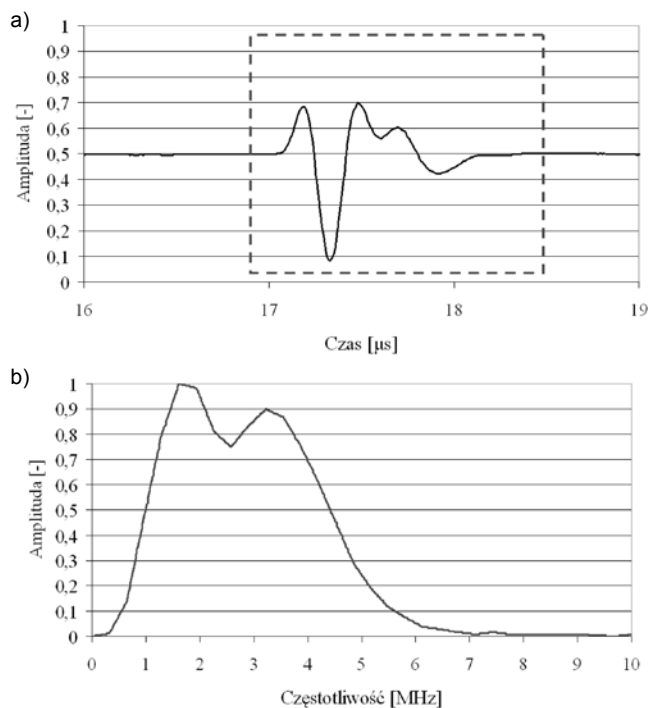 a)
1
0,9
0,8
0,7
0,6
0,5
0,4
0,3
0,2
0,1
0
Amplituda [-]
16 17 18 19
Czas [µs]
b)
1
0,9
0,8
0,7
0,6
0,5
0,4
0,3
0,2
0,1
0
Amplituda [-]
0 1 2 3 4 5 6 7 8 9 10
Częstotliwość [MHz]